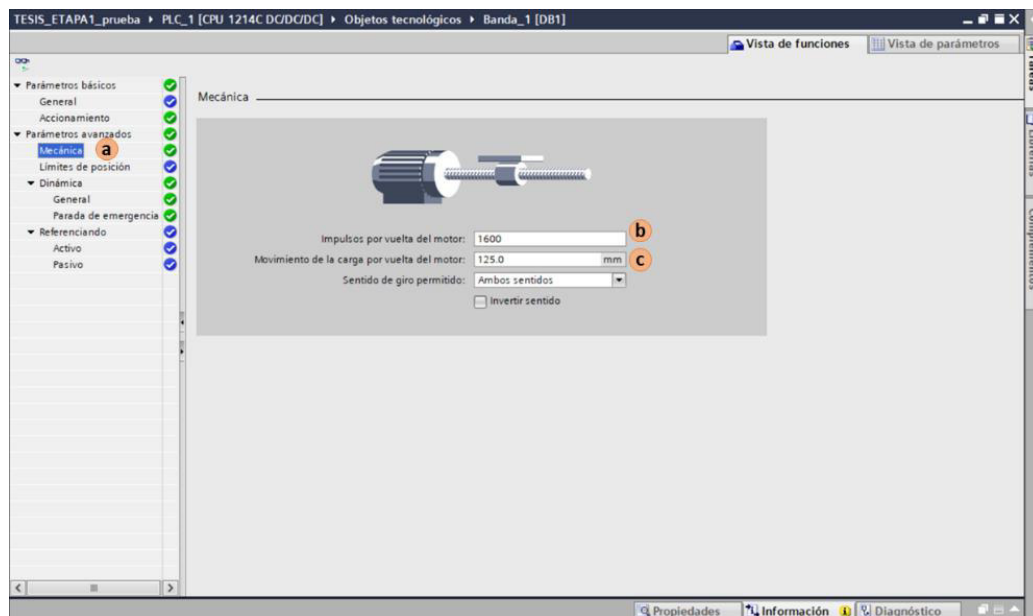 TESIS_ETAPA1_prueba ▸ PLC_1 [CPU 1214C DC/DC/DC] ▸ Objetos tecnológicos ▸ Banda_1 [DB1]
Vista de funciones
Vista de parámetros
Parámetros básicos
General
Accionamiento
Parámetros avanzados
Mecánica a
Límites de posición
Dinámica
General
Parada de emergencia
Referenciando
Activo
Pasivo
Mecánica
Impulsos por vuelta del motor: 1600 b
Movimiento de la carga por vuelta del motor: 125.0 mm c
Sentido de giro permitido: Ambos sentidos
Invertir sentido
Tareas
Librerías
Complementos
Propiedades
Información
Diagnóstico